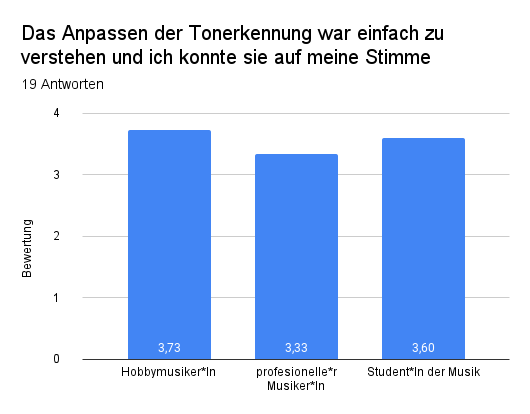 Das Anpassen der Tonerkennung war einfach zu
verstehen und ich konnte sie auf meine Stimme
19 Antworten
4
3
2
1
0
Bewertung
3,73
3,33
3,60
Hobbymusiker*In
profesionelle*r
Musiker*In
Student*In der Musik